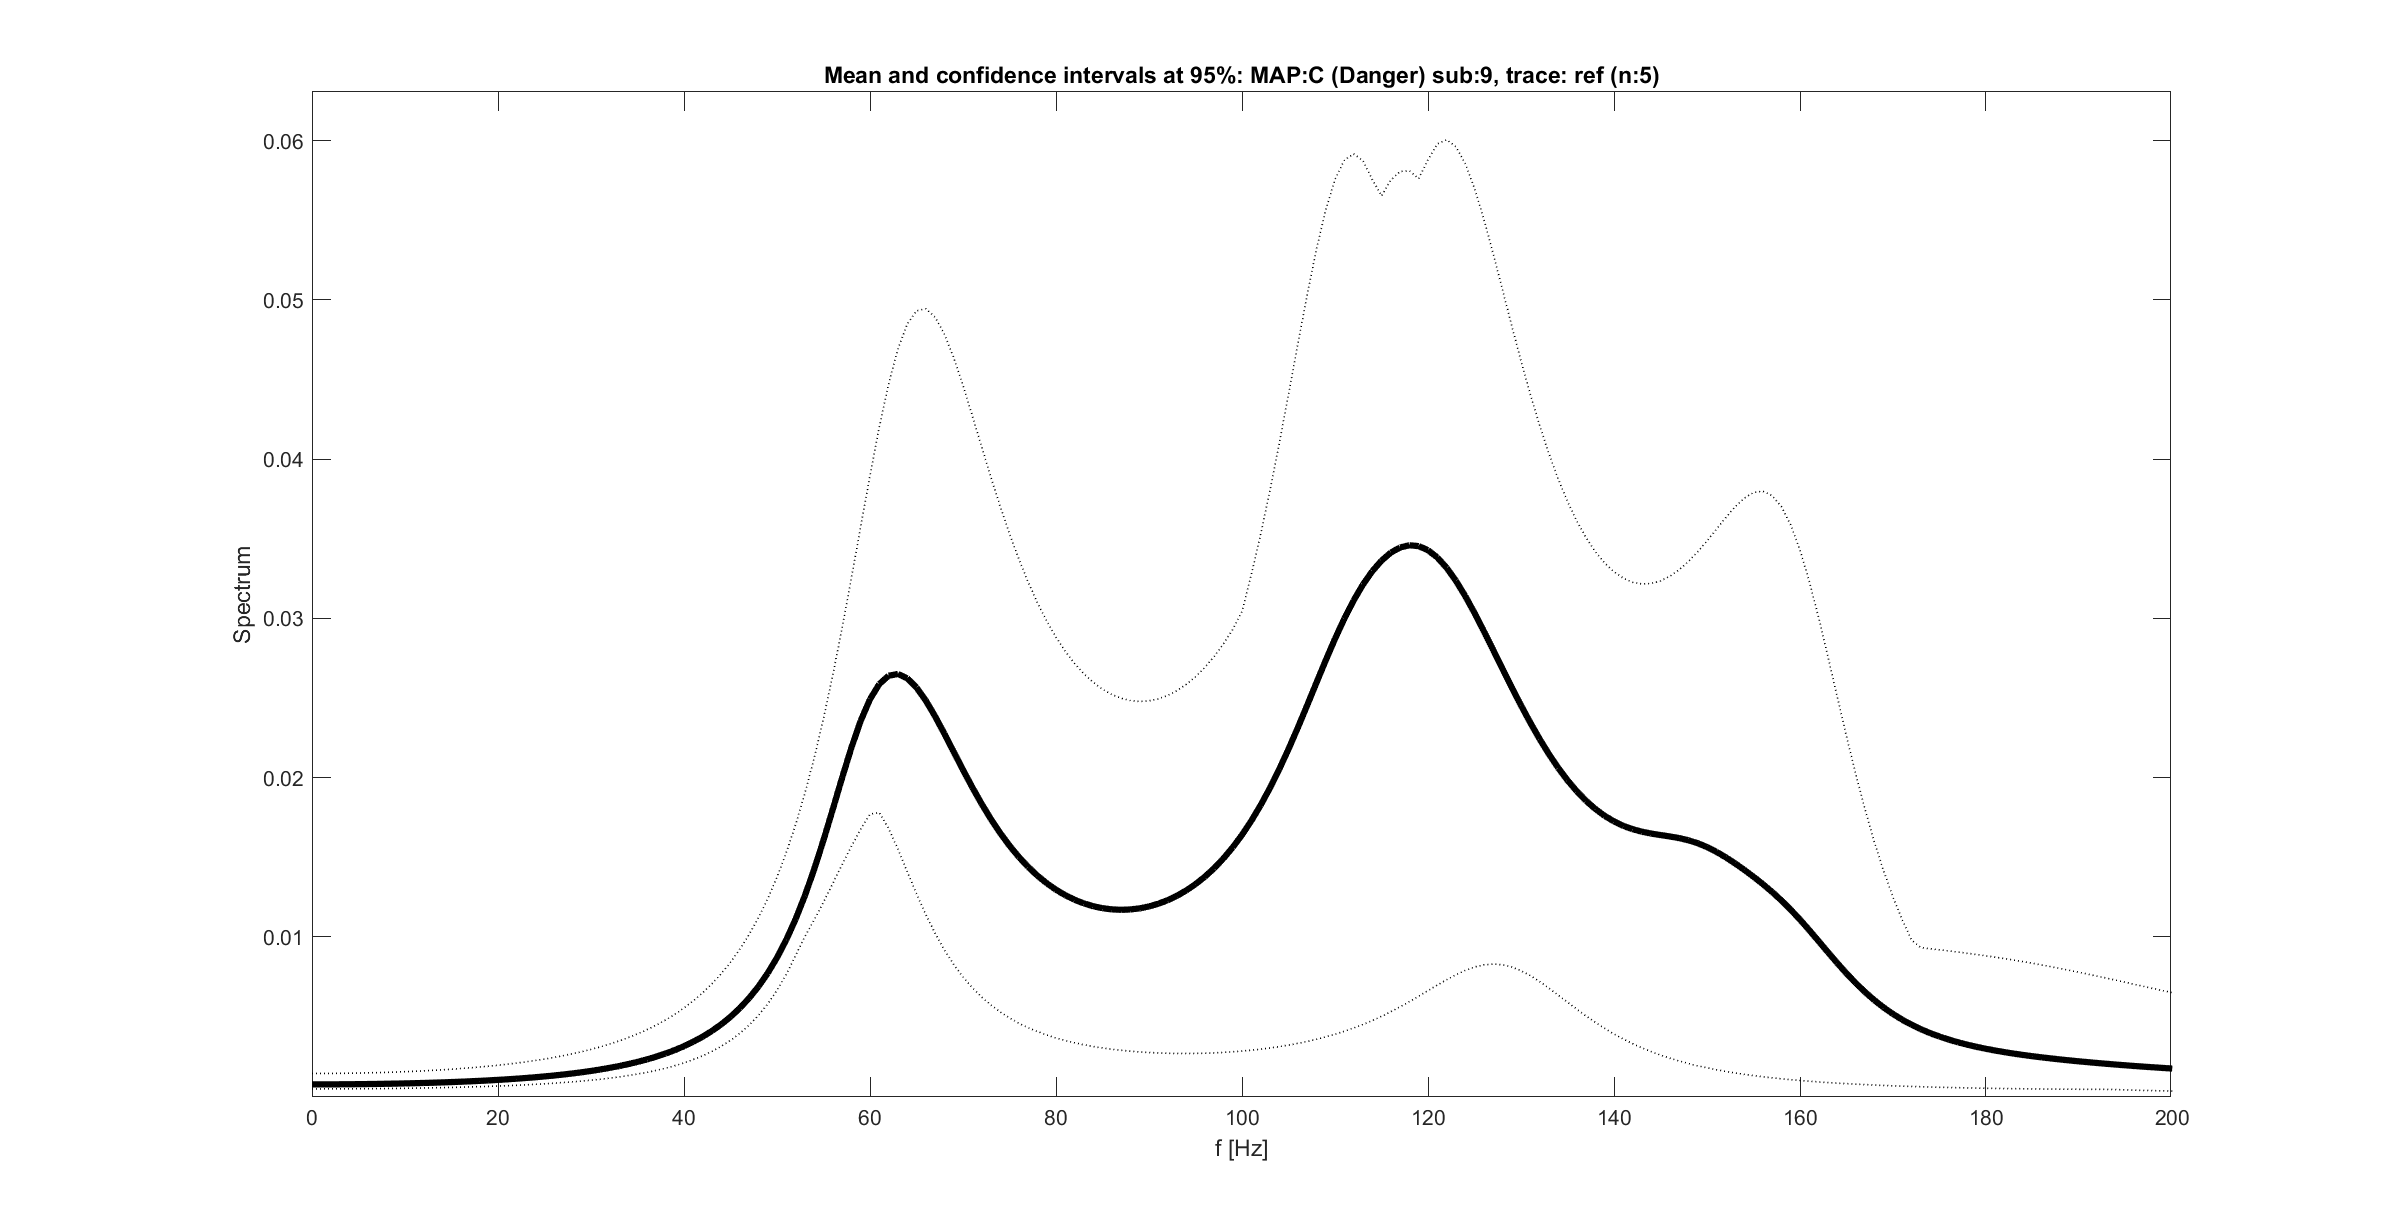 Mean and confidence intervals at 95%: MAP:C (Danger) sub:9, trace: ref (n:5)
0.06
0.05
0.04
0.03
0.02
0.01
Spectrum
0 20 40 60 80 100 120 140 160 180 200
f [Hz]